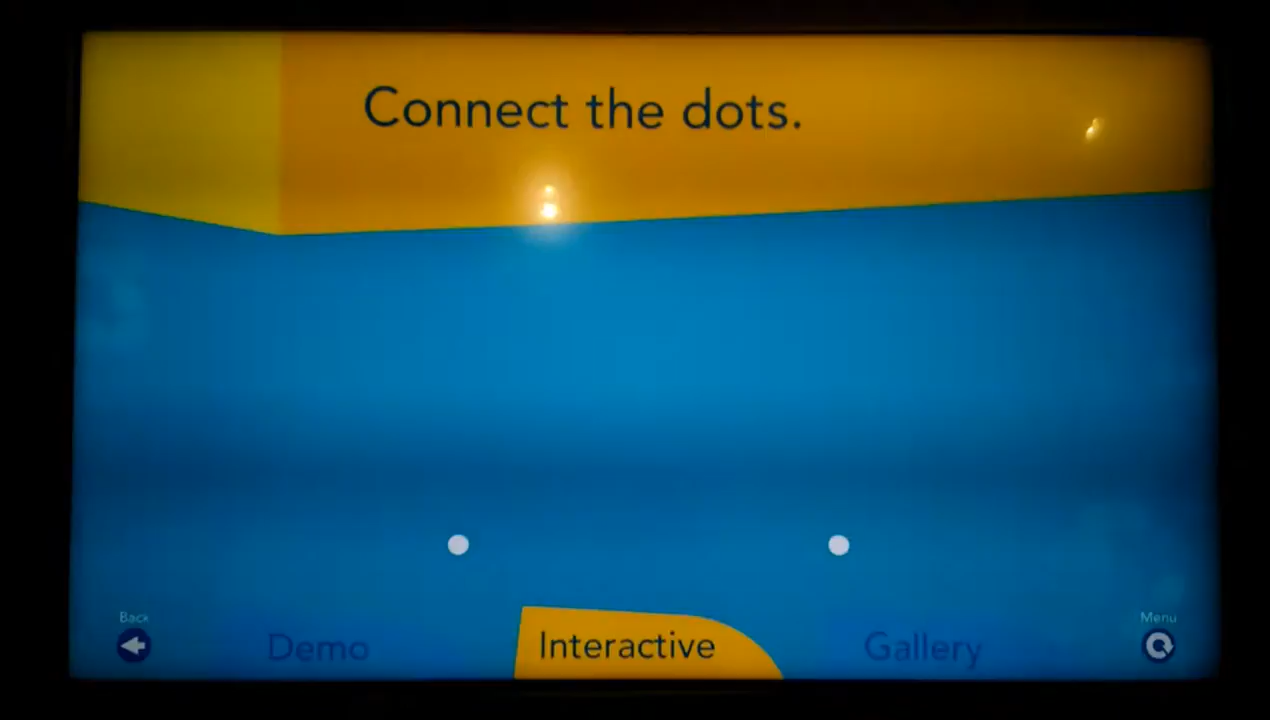 Connect the dots.
Back
Demo
Interactive
Gallery
Menu